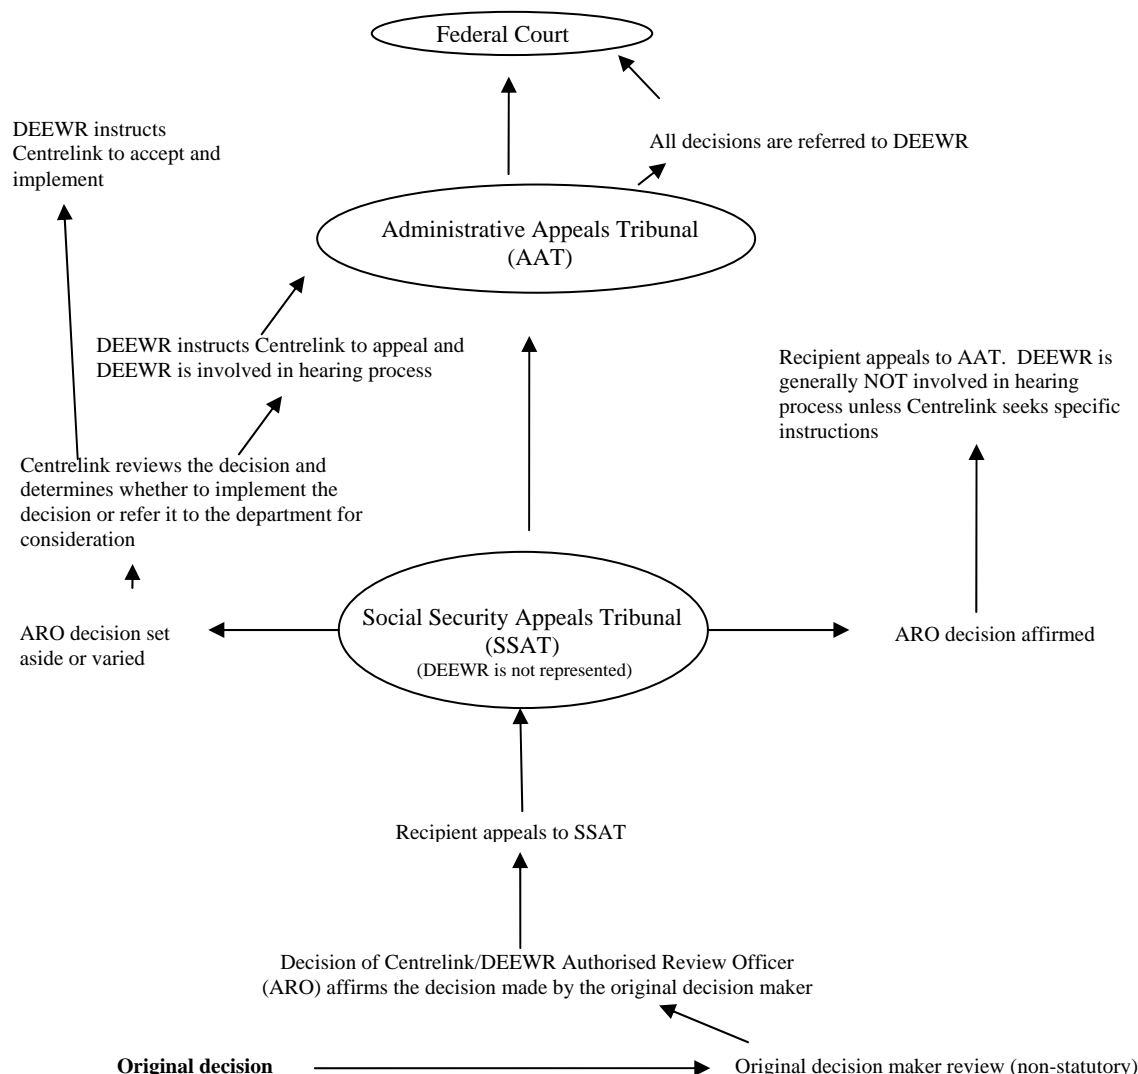 Federal Court
DEEWR instructs
Centrelink to accept and
implement
All decisions are referred to DEEWR
Administrative Appeals Tribunal
(AAT)
DEEWR instructs Centrelink to appeal and
DEEWR is involved in hearing process
Recipient appeals to AAT.  DEEWR is
generally NOT involved in hearing
process unless Centrelink seeks specific
instructions
Centrelink reviews the decision and
determines whether to implement the
decision or refer it to the department for
consideration
Social Security Appeals Tribunal
(SSAT)
(DEEWR is not represented)
ARO decision set
aside or varied
ARO decision affirmed
Recipient appeals to SSAT
Decision of Centrelink/DEEWR Authorised Review Officer
(ARO) affirms the decision made by the original decision maker
Original decision
Original decision maker review (non-statutory)